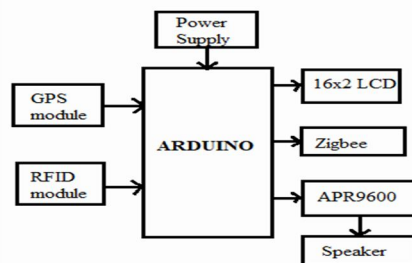 Power
Supply
GPS
module
RFID
module
ARDUINO
16x2 LCD
Zigbee
APR9600
Speaker